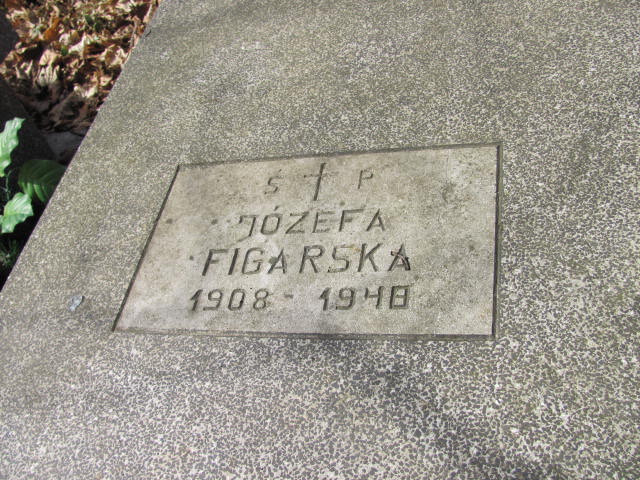 Ś † P
JÓZEFA
FIGARSKA
1908 - 1948